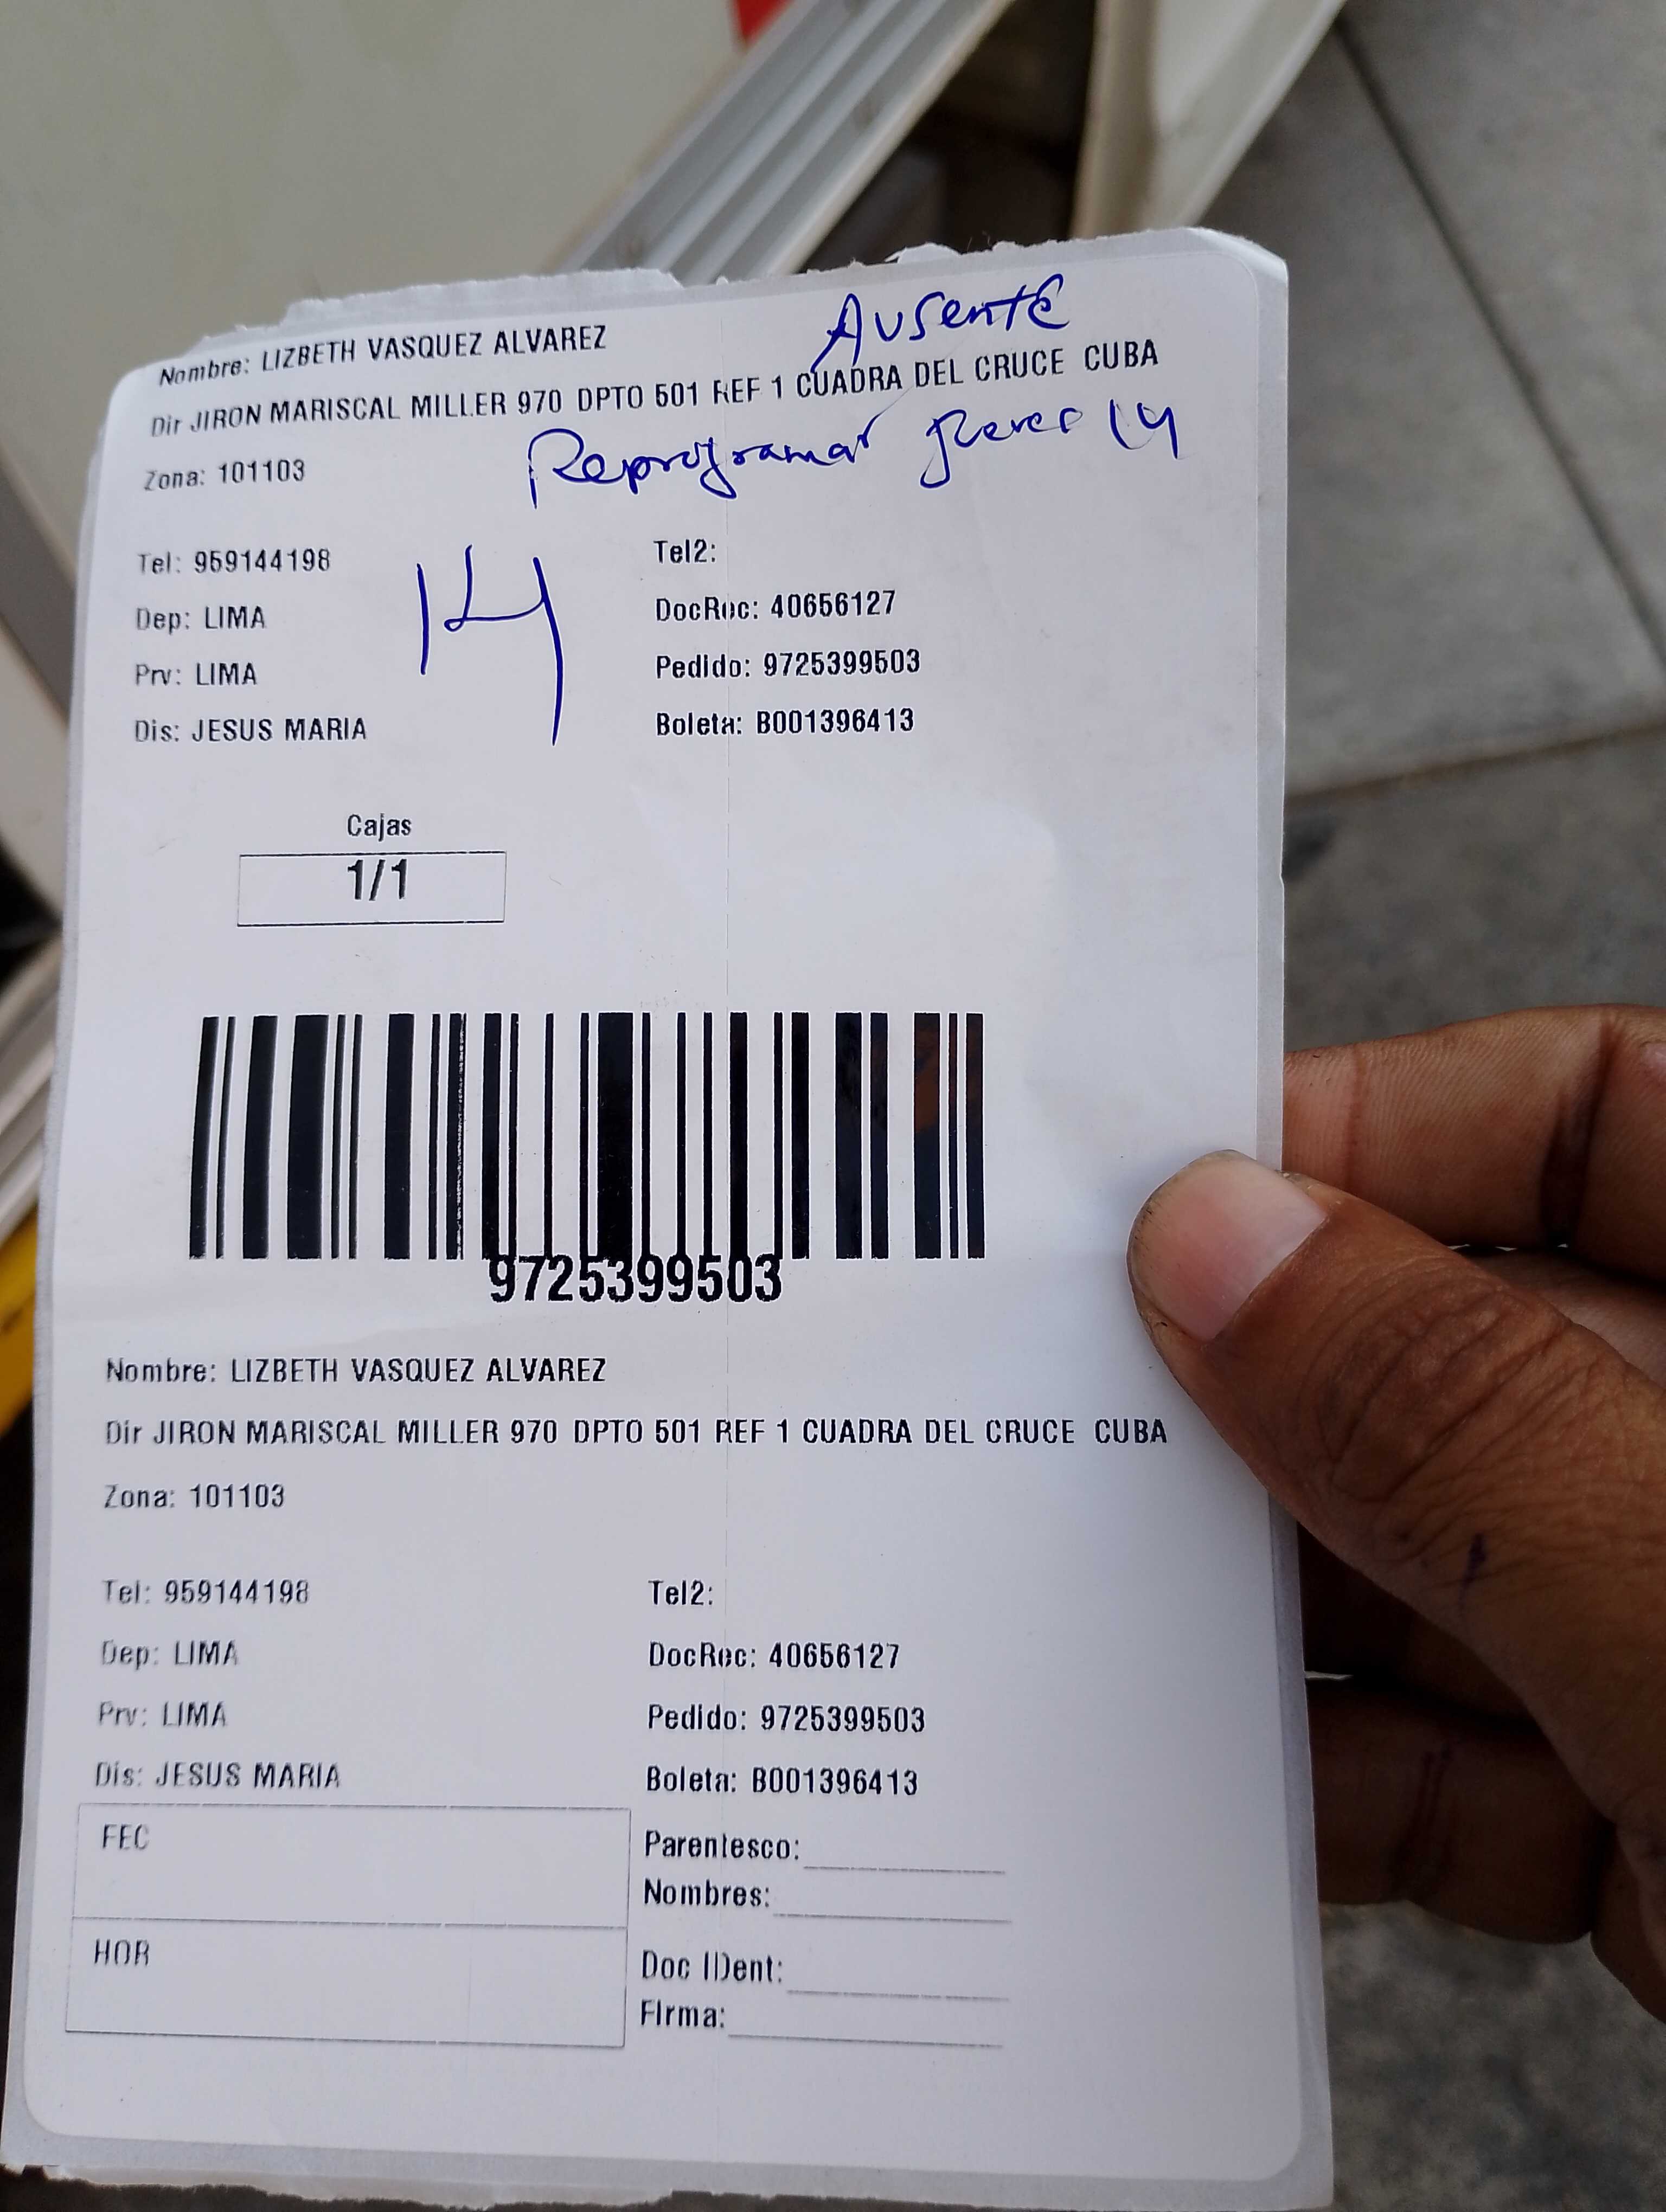 Ausente
Nombre: LIZBETH VASQUEZ ALVAREZ
Dir JIRON MARISCAL MILLER 970 DPTO 501 REF 1 CUADRA DEL CRUCE CUBA
Reprogramar 14
Zona: 101103
Tel: 959144198 Tel2:
14
Dep: LIMA DocRec: 40656127
Prv: LIMA Pedido: 9725399503
Dis: JESUS MARIA Boleta: B001396413
Cajas
1/1
9725399503
Nombre: LIZBETH VASQUEZ ALVAREZ
Dir JIRON MARISCAL MILLER 970 DPTO 501 REF 1 CUADRA DEL CRUCE CUBA
Zona: 101103
Tel: 959144198 Tel2:
Dep: LIMA DocRec: 40656127
Prv: LIMA Pedido: 9725399503
Dis: JESUS MARIA Boleta: B001396413
FEC Parentesco:
Nombres:
HOR Doc IDent:
FIrma: